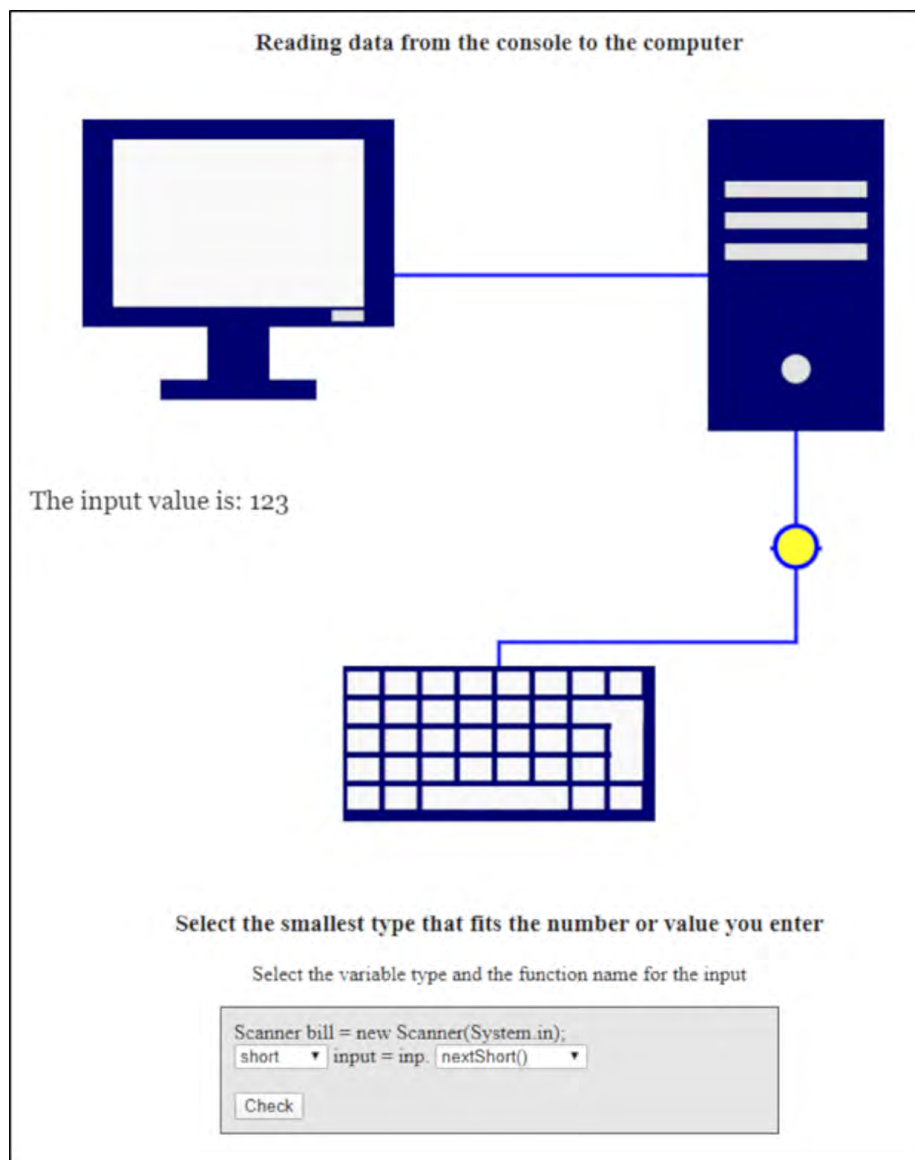 Reading data from the console to the computer
The input value is: 123
Select the smallest type that fits the number or value you enter
Select the variable type and the function name for the input
Scanner bill = new Scanner(System.in);
short input = inp. nextShort()
Check